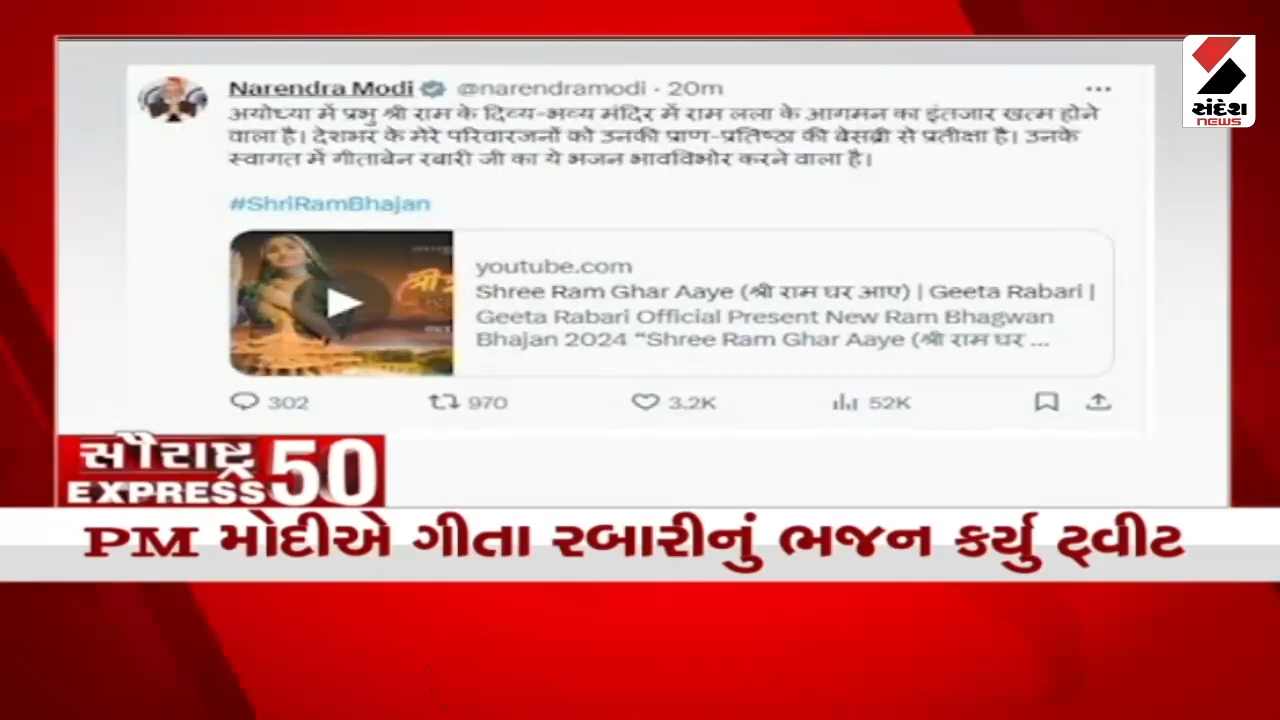 संदेश
NEWS
Narendra Modi @narendramodi · 20m
अयोध्या में प्रभु श्री राम के दिव्य-भव्य मंदिर में राम लला के आगमन का इंतजार खत्म होने
वाला है। देशभर के मेरे परिवारजनों को उनकी प्राण-प्रतिष्ठा की बेसब्री से प्रतीक्षा है। उनके
स्वागत में गीताबेन रबारी जी का ये भजन भावविभोर करने वाला है।
#ShriRamBhajan
श्री
youtube.com
Shree Ram Ghar Aaye (श्री राम घर आए) | Geeta Rabari |
Geeta Rabari Official Present New Ram Bhagwan
Bhajan 2024 “Shree Ram Ghar Aaye (श्री राम घर ...
302 970 3.2K 52K
સૌરાષ્ટ્ર
EXPRESS 50
PM મોદીએ ગીતા રબારીનું ભજન કર્યુ ટ્વીટ